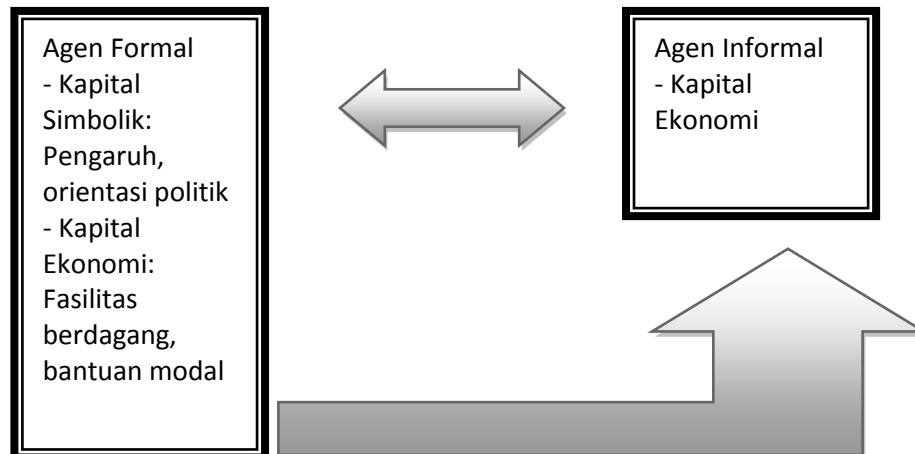 Agen Formal
- Kapital
Simbolik:
Pengaruh,
orientasi politik
- Kapital
Ekonomi:
Fasilitas
berdagang,
bantuan modal
Agen Informal
- Kapital
Ekonomi